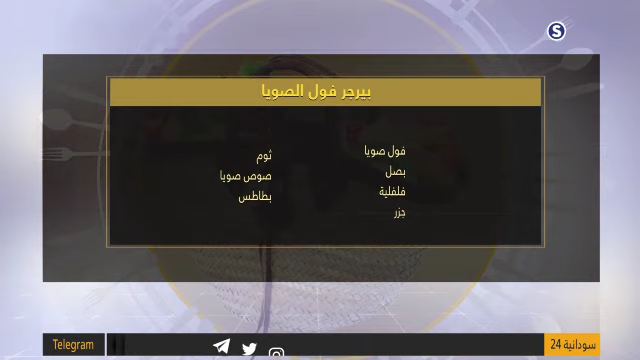 S
بيرجر فول الصويا
فول صويا
بصل
فلفلية
جزر
ثوم
صوص صويا
بطاطس
Telegram
سودانية 24